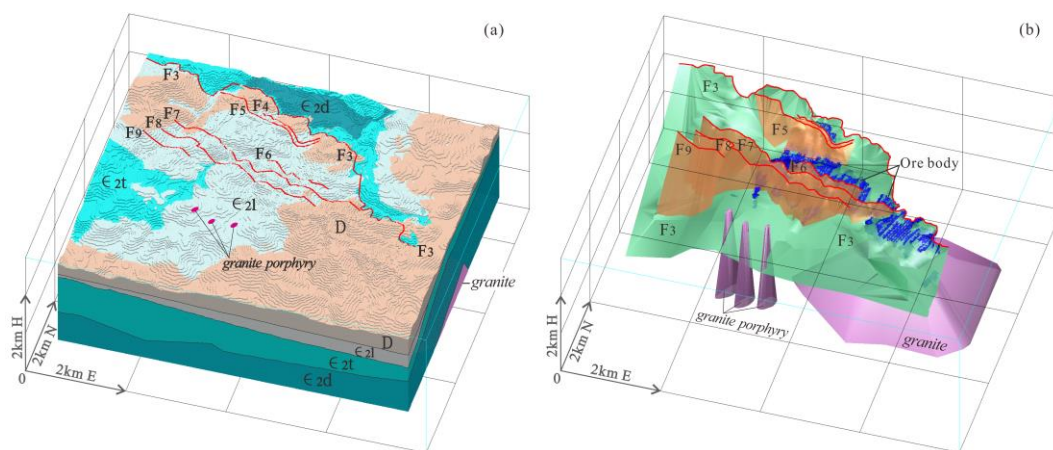 (a)
F3
F5
F4
∈2d
F7
F8
F9
F6
F3
∈2t
∈2l
D
F3
granite porphyry
granite
D
∈2l
∈2t
∈2d
2km H
2km N
0
2km E
(b)
F3
F5
F9
F8
F7
F6
Ore body
F3
F3
granite porphyry
granite
2km H
2km N
0
2km E